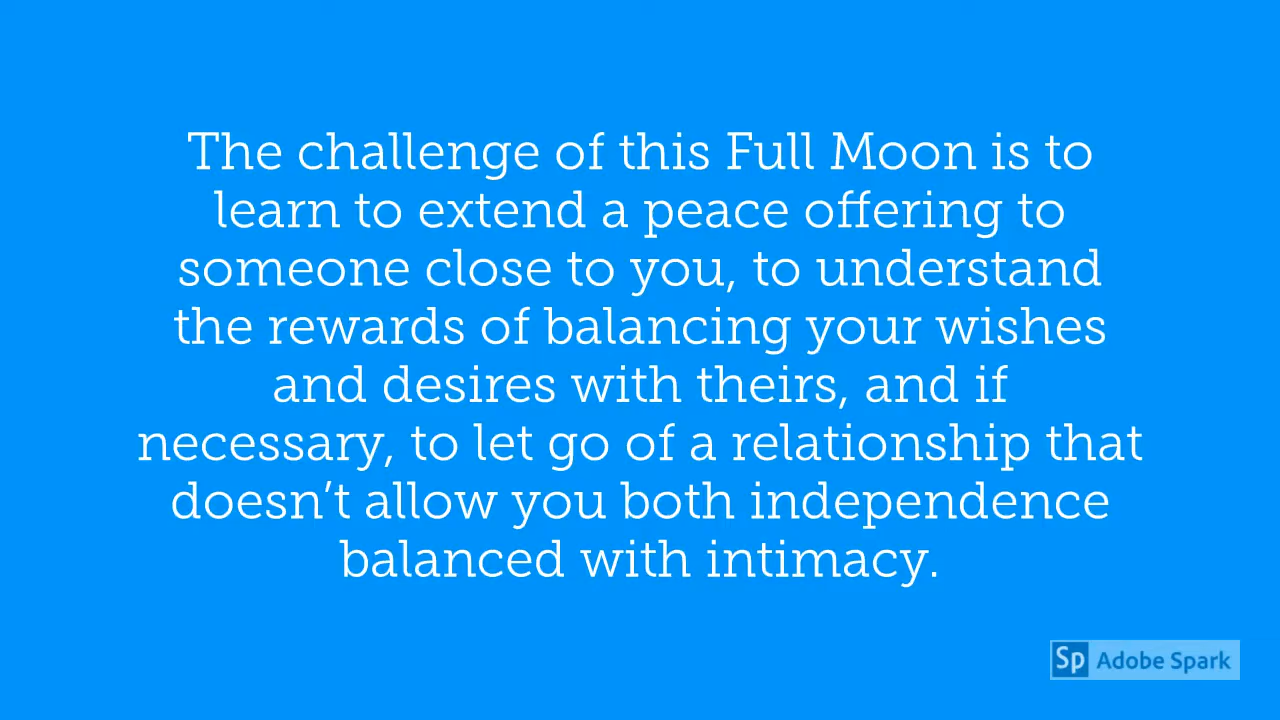 The challenge of this Full Moon is to
learn to extend a peace offering to
someone close to you, to understand
the rewards of balancing your wishes
and desires with theirs, and if
necessary, to let go of a relationship that
doesn’t allow you both independence
balanced with intimacy.
Sp Adobe Spark